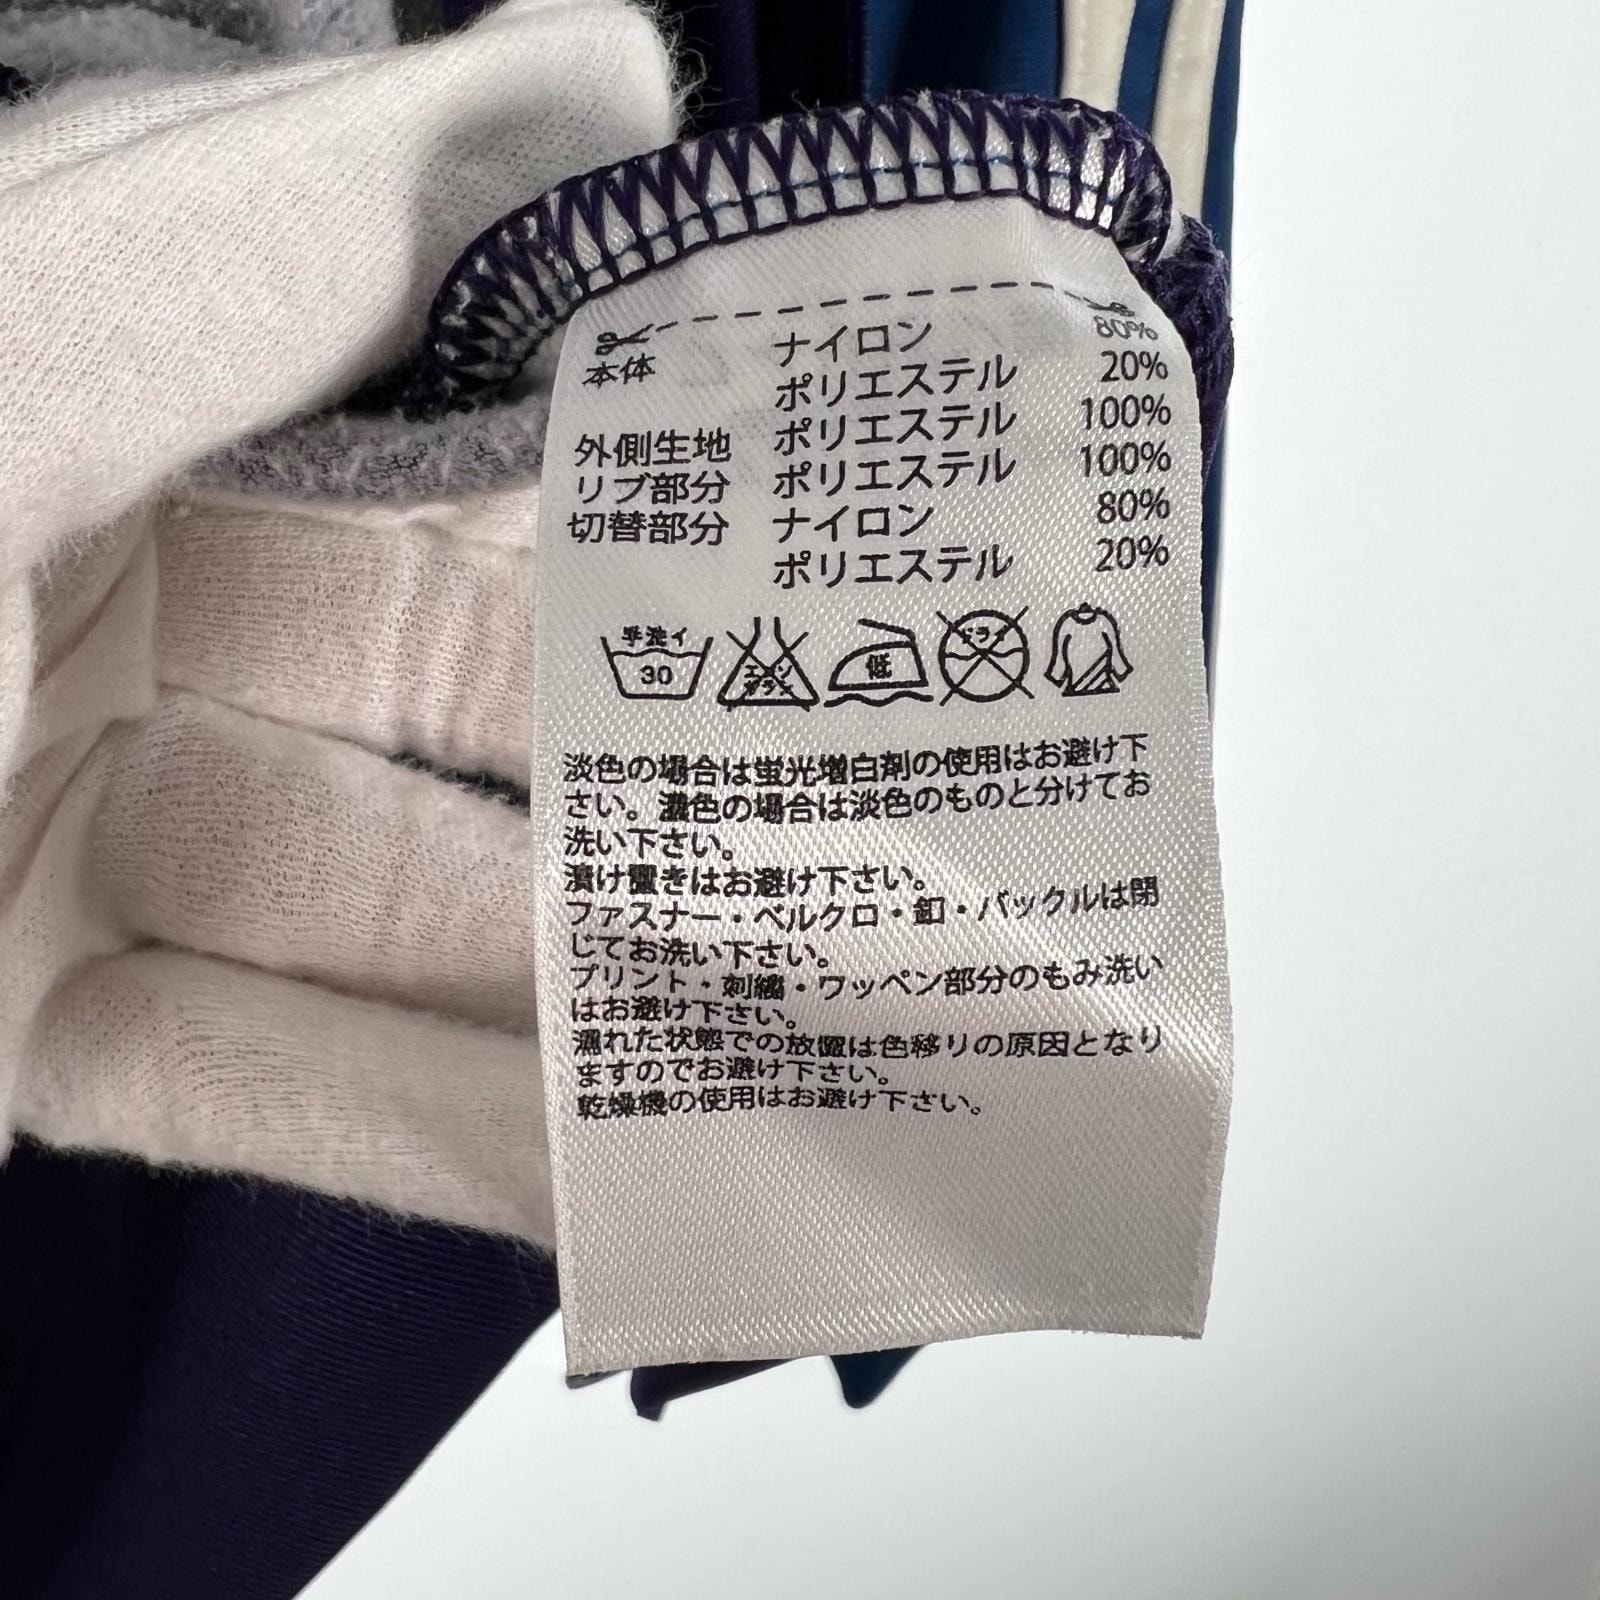 本体 ナイロン 80%
ポリエステル 20%
外側生地 ポリエステル 100%
リブ部分 ポリエステル 100%
切替部分 ナイロン 80%
ポリエステル 20%
手洗イ 30 エンソサラシ 低 ドライ
淡色の場合は蛍光増白剤の使用はお避け下
さい。濃色の場合は淡色のものと分けてお
洗い下さい。
漬け置きはお避け下さい。
ファスナー・ベルクロ・釦・バックルは閉
じてお洗い下さい。
プリント・刺繍・ワッペン部分のもみ洗い
はお避け下さい。
濡れた状態での放置は色移りの原因となり
ますのでお避け下さい。
乾燥機の使用はお避け下さい。